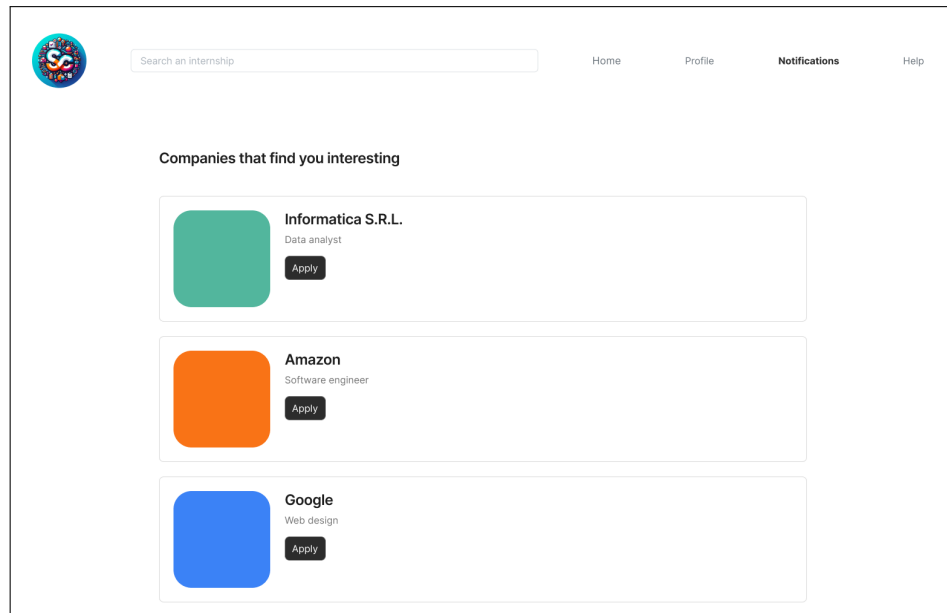 SC
Search an internship
Home Profile Notifications Help
Companies that find you interesting
Informatica S.R.L.
Data analyst
Apply
Amazon
Software engineer
Apply
Google
Web design
Apply